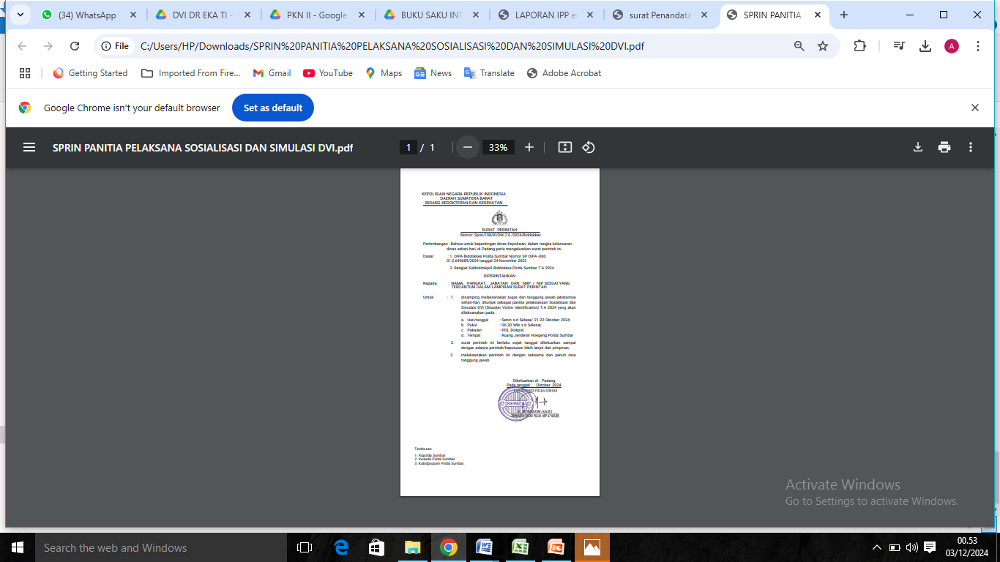 (34) WhatsApp
DVI DR EKA TI -
PKN II - Google
BUKU SAKU INT
LAPORAN IPP e
surat Penandata
SPRIN PANITIA
File
C:/Users/HP/Downloads/SPRIN%20PANITIA%20PELAKSANA%20SOSIALISASI%20DAN%20SIMULASI%20DVI.pdf
A
Getting Started
Imported From Fire...
Gmail
YouTube
Maps
News
Translate
Adobe Acrobat
Google Chrome isn't your default browser
Set as default
SPRIN PANITIA PELAKSANA SOSIALISASI DAN SIMULASI DVI.pdf
1 / 1
33%
KEPOLISIAN NEGARA REPUBLIK INDONESIA
DAERAH SUMATERA BARAT
BIDANG KEDOKTERAN DAN KESEHATAN
SURAT PERINTAH
Nomor: Sprin/198/XI/DIK.2.6./2024/Biddokkes
Pertimbangan : Bahwa untuk kepentingan dinas Kepolisian, dalam rangka kelancaran
dinas sehari-hari, di Padang perlu mengeluarkan surat perintah ini.
Dasar : 1. DIPA Biddokkes Polda Sumbar Nomor SP DIPA -060.
01.2.640689/2024 tanggal 24 November 2023
2. Rengiat Subbiddokpol Biddokkes Polda Sumbar T.A 2024
DIPERINTAHKAN
Kepada : NAMA, PANGKAT, JABATAN DAN NRP / NIP SESUAI YANG
TERCANTUM DALAM LAMPIRAN SURAT PERINTAH
Untuk : 1. disamping melaksanakan tugas dan tanggung jawab jabatannya
sehari-hari, ditunjuk sebagai panitia pelaksanaan Sosialisasi dan
Simulasi DVI (Disaster Victim Identification) T.A 2024 yang akan
dilaksanakan pada :
a. Hari/tanggal : Senin s.d Selasa/ 21-22 Oktober 2024;
b. Pukul : 06.30 Wib s.d Selesai;
c. Pakaian : PDL Dokpol;
d. Tempat : Ruang Jenderal Hoegeng Polda Sumbar
2. surat perintah ini berlaku sejak tanggal dikeluarkan sampai
dengan adanya perintah/keputusan lebih lanjut dari pimpinan;
3. melaksanakan perintah ini dengan seksama dan penuh rasa
tanggung jawab.
Dikeluarkan di : Padang
Pada tanggal: Oktober 2024
POLDA SUMBAR
KEPALA
Tembusan:
1. Kapolda Sumbar.
2. Irwasda Polda Sumbar.
3. Kabidpropam Polda Sumbar.
Activate Windows
Go to Settings to activate Windows.
Search the web and Windows
00.53
03/12/2024